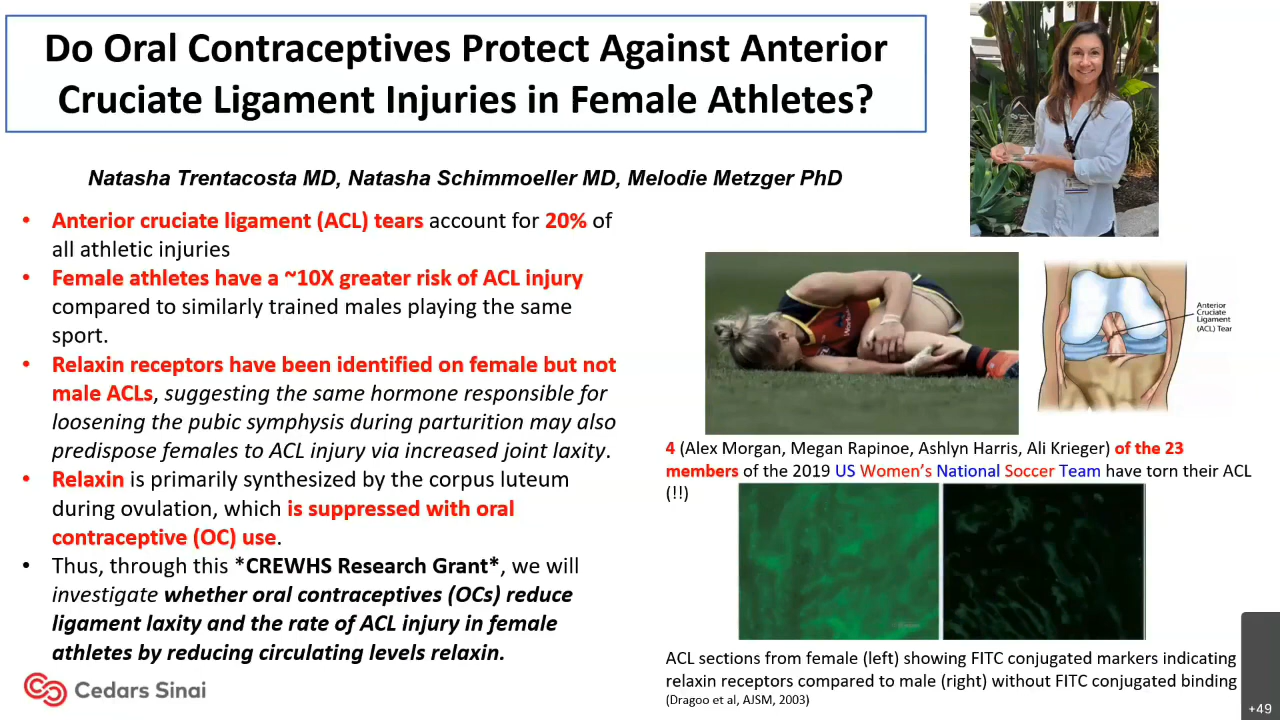 Do Oral Contraceptives Protect Against Anterior
Cruciate Ligament Injuries in Female Athletes?
Natasha Trentacosta MD, Natasha Schimmoeller MD, Melodie Metzger PhD
• Anterior cruciate ligament (ACL) tears account for 20% of
all athletic injuries
• Female athletes have a ~10X greater risk of ACL injury
compared to similarly trained males playing the same
sport.
• Relaxin receptors have been identified on female but not
male ACLs, suggesting the same hormone responsible for
loosening the pubic symphysis during parturition may also
predispose females to ACL injury via increased joint laxity.
• Relaxin is primarily synthesized by the corpus luteum
during ovulation, which is suppressed with oral
contraceptive (OC) use.
• Thus, through this *CREWHS Research Grant*, we will
investigate whether oral contraceptives (OCs) reduce
ligament laxity and the rate of ACL injury in female
athletes by reducing circulating levels relaxin.
Cedars Sinai
Anterior
Cruciate
Ligament
(ACL) Tear
4 (Alex Morgan, Megan Rapinoe, Ashlyn Harris, Ali Krieger) of the 23
members of the 2019 US Women's National Soccer Team have torn their ACL
(!!)
ACL sections from female (left) showing FITC conjugated markers indicating
relaxin receptors compared to male (right) without FITC conjugated binding
(Dragoo et al, AJSM, 2003)
+49